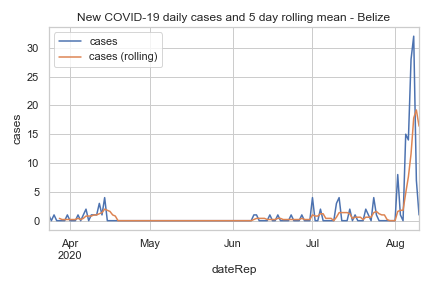 New COVID-19 daily cases and 5 day rolling mean - Belize
cases
cases (rolling)
cases
30
25
20
15
10
5
0
Apr
2020
May
Jun
Jul
Aug
dateRep